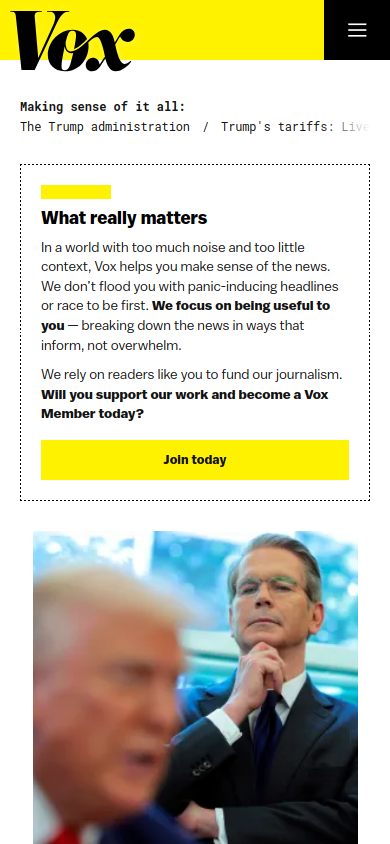 Vox
Making sense of it all:
The Trump administration / Trump's tariffs: Live
What really matters
In a world with too much noise and too little
context, Vox helps you make sense of the news.
We don't flood you with panic-inducing headlines
or race to be first. We focus on being useful to
you — breaking down the news in ways that
inform, not overwhelm.
We rely on readers like you to fund our journalism.
Will you support our work and become a Vox
Member today?
Join today